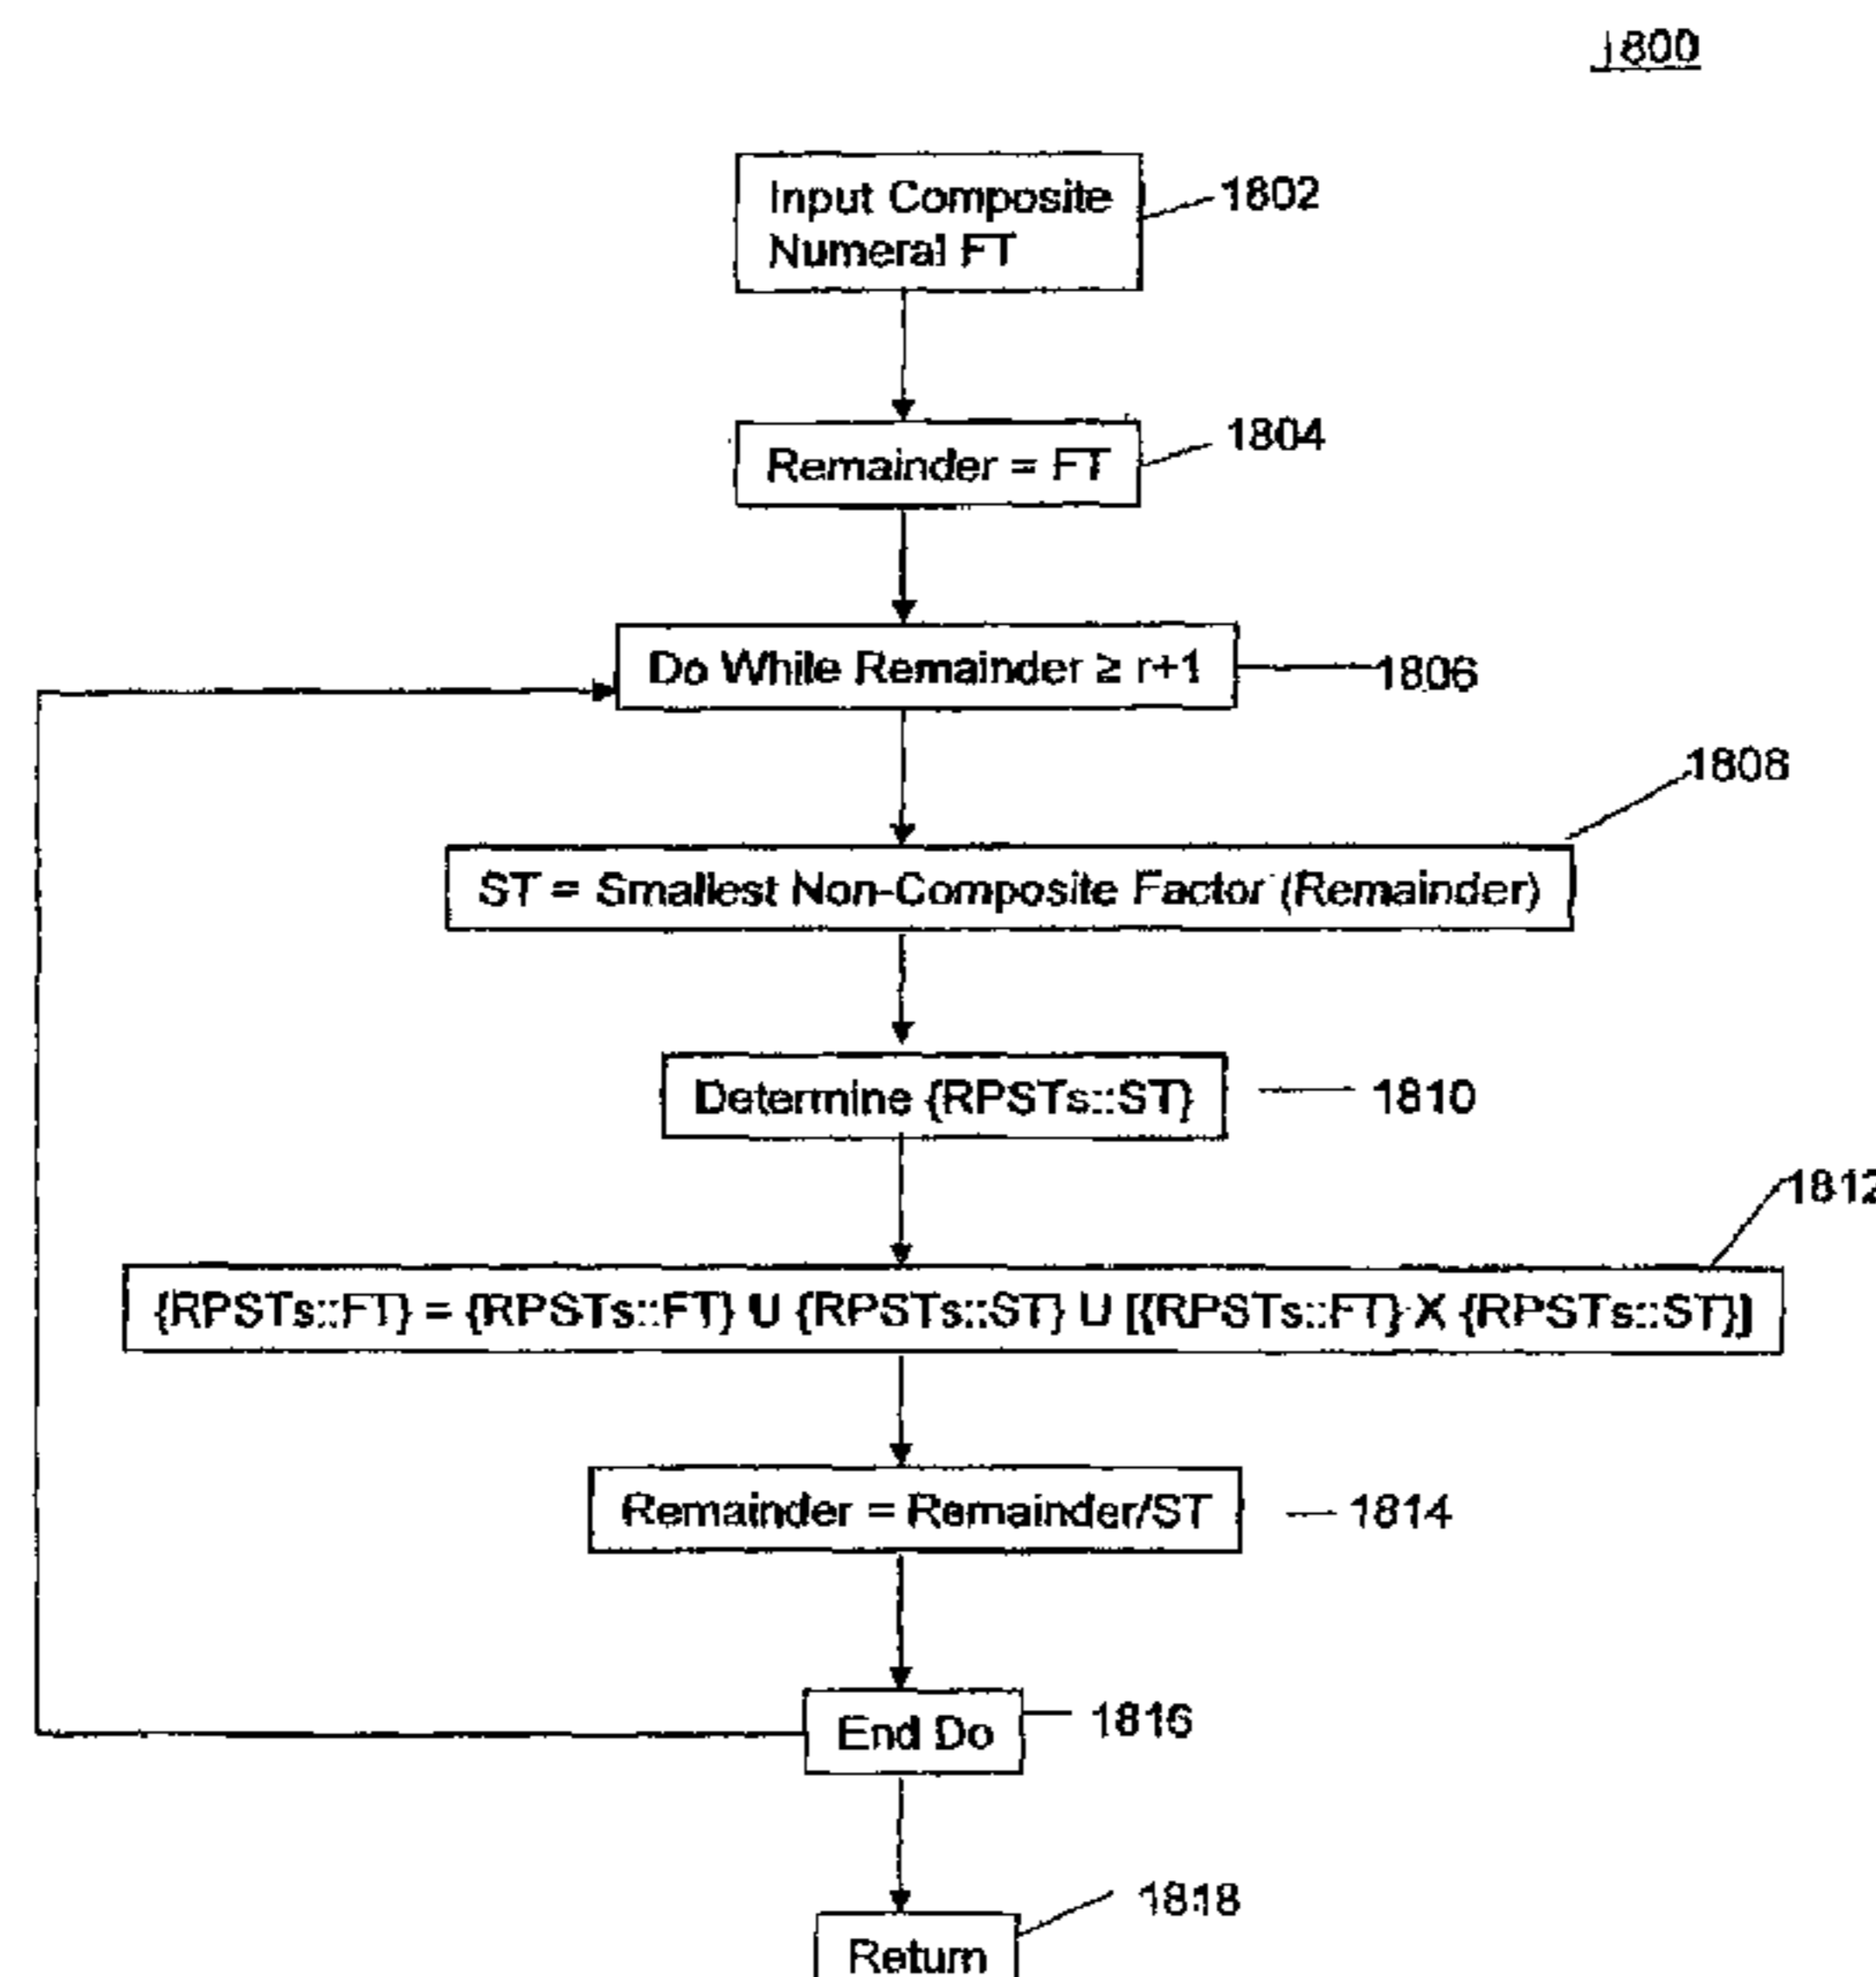 1800
Input Composite
Numeral FT
1802
Remainder = FT
1804
Do While Remainder ≥ r+1
1806
1808
ST = Smallest Non-Composite Factor (Remainder)
Determine {RPSTs::ST}
1810
1812
{RPSTs::FT} = {RPSTs::FT} U {RPSTs::ST} U [{RPSTs::FT} X {RPSTs::ST}]
Remainder = Remainder/ST
1814
End Do
1816
1818
Return